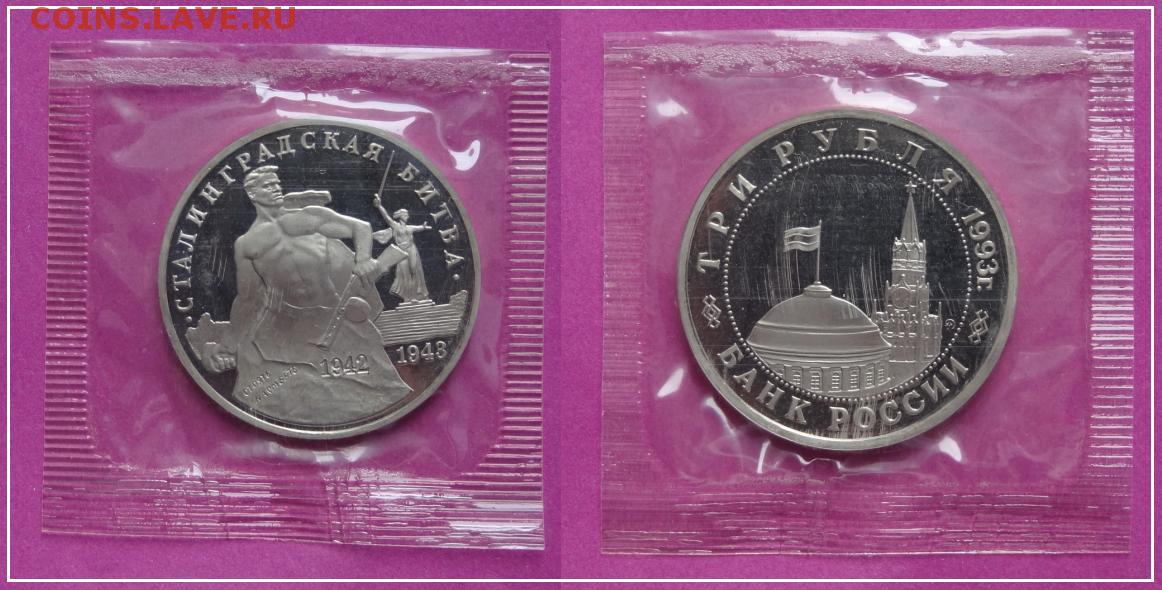 COINS.LAVE.RU
·СТАЛИНГРАДСКАЯ БИТВА·
1942
1943
ТРИ РУБЛЯ
1993г.
БАНК РОССИИ